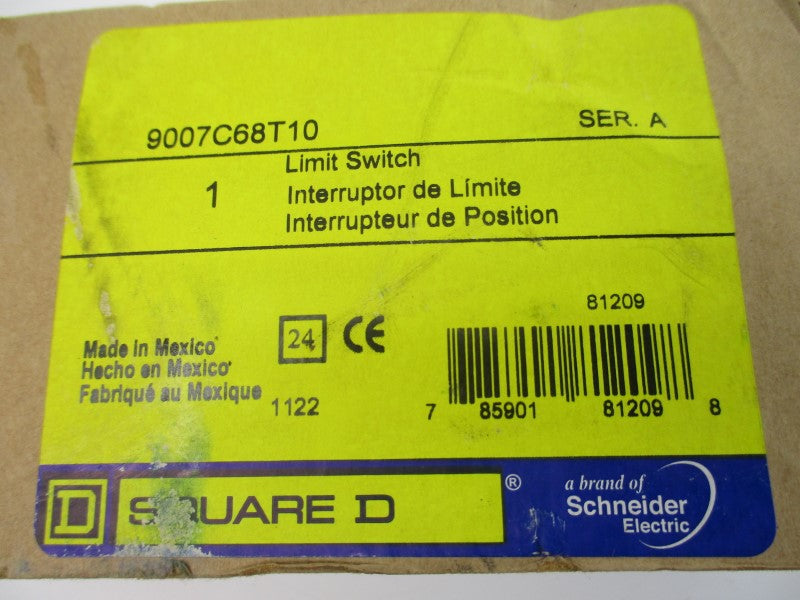 9007C68T10 SER. A
Limit Switch
1 Interruptor de Límite
Interrupteur de Position
81209
Made in Mexico
Hecho en Mexico
Fabriqué au Mexique
24 CE
1122
7 85901 81209 8
D SQUARE D ®
a brand of
Schneider
Electric